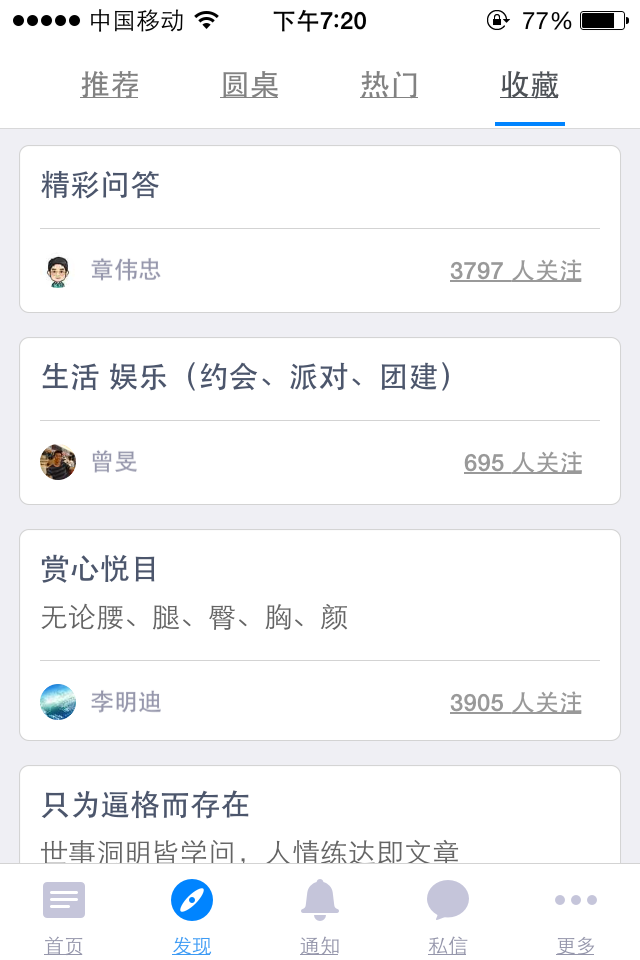 中国移动 下午7:20 77%
推荐 圆桌 热门 收藏
精彩问答
章伟忠 3797 人关注
生活 娱乐（约会、派对、团建）
曾旻 695 人关注
赏心悦目
无论腰、腿、臀、胸、颜
李明迪 3905 人关注
只为逼格而存在
世事洞明皆学问，人情练达即文章
首页 发现 通知 私信 更多